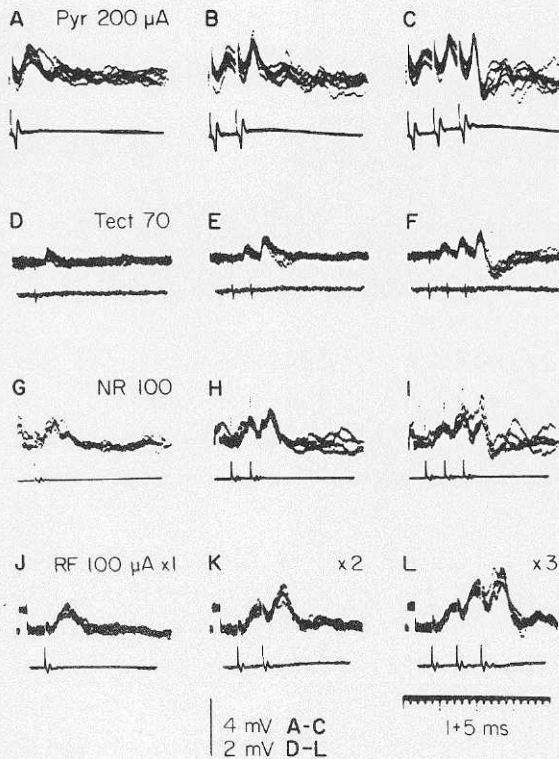 A Pyr 200 μA B C
D Tect 70 E F
G NR 100 H I
J RF 100 μA x1 K x2 L x3
4 mV A-C
2 mV D-L
1+5 ms